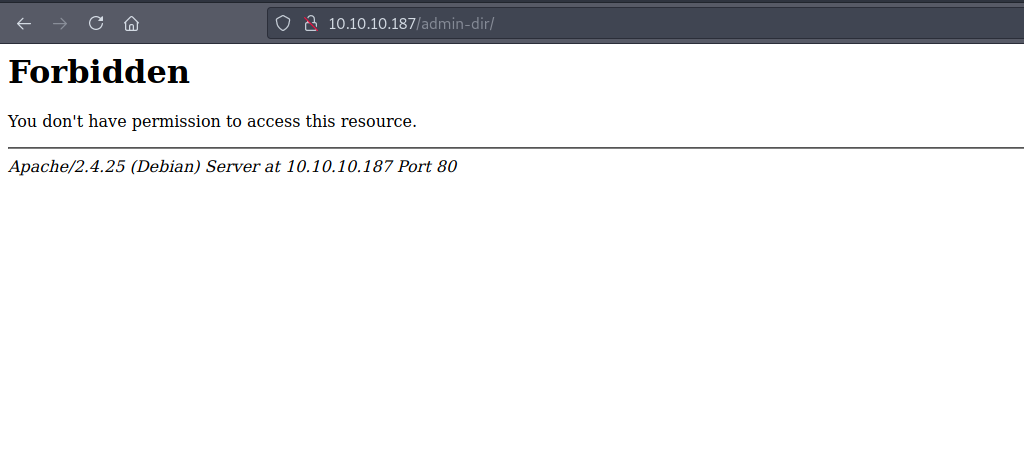 10.10.10.187/admin-dir/
Forbidden
You don't have permission to access this resource.
Apache/2.4.25 (Debian) Server at 10.10.10.187 Port 80